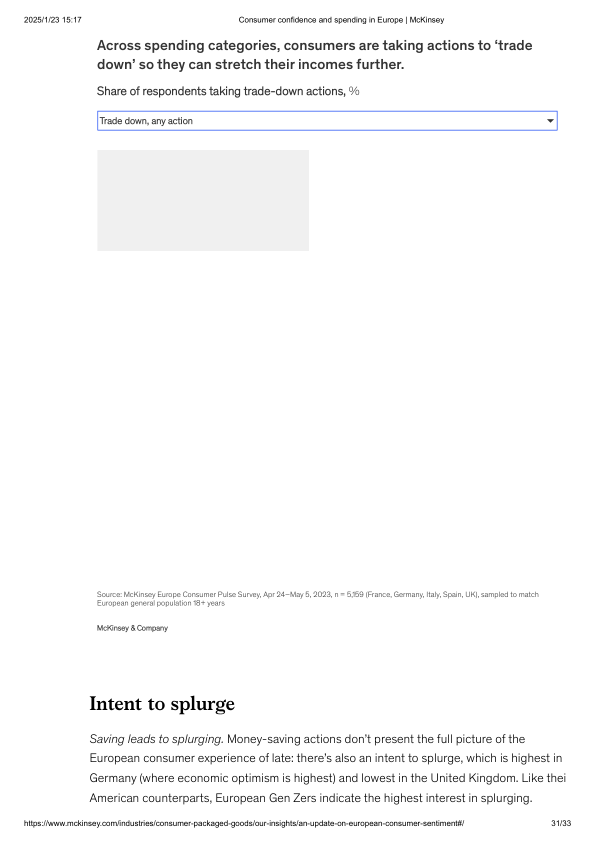 2025/1/23 15:17 Consumer confidence and spending in Europe | McKinsey
Across spending categories, consumers are taking actions to ‘trade
down’ so they can stretch their incomes further.
Share of respondents taking trade-down actions, %
Trade down, any action
Source: McKinsey Europe Consumer Pulse Survey, Apr 24–May 5, 2023, n = 5,159 (France, Germany, Italy, Spain, UK), sampled to match
European general population 18+ years
McKinsey & Company
Intent to splurge
Saving leads to splurging. Money-saving actions don’t present the full picture of the
European consumer experience of late: there’s also an intent to splurge, which is highest in
Germany (where economic optimism is highest) and lowest in the United Kingdom. Like thei
American counterparts, European Gen Zers indicate the highest interest in splurging.
https://www.mckinsey.com/industries/consumer-packaged-goods/our-insights/an-update-on-european-consumer-sentiment#/ 31/33